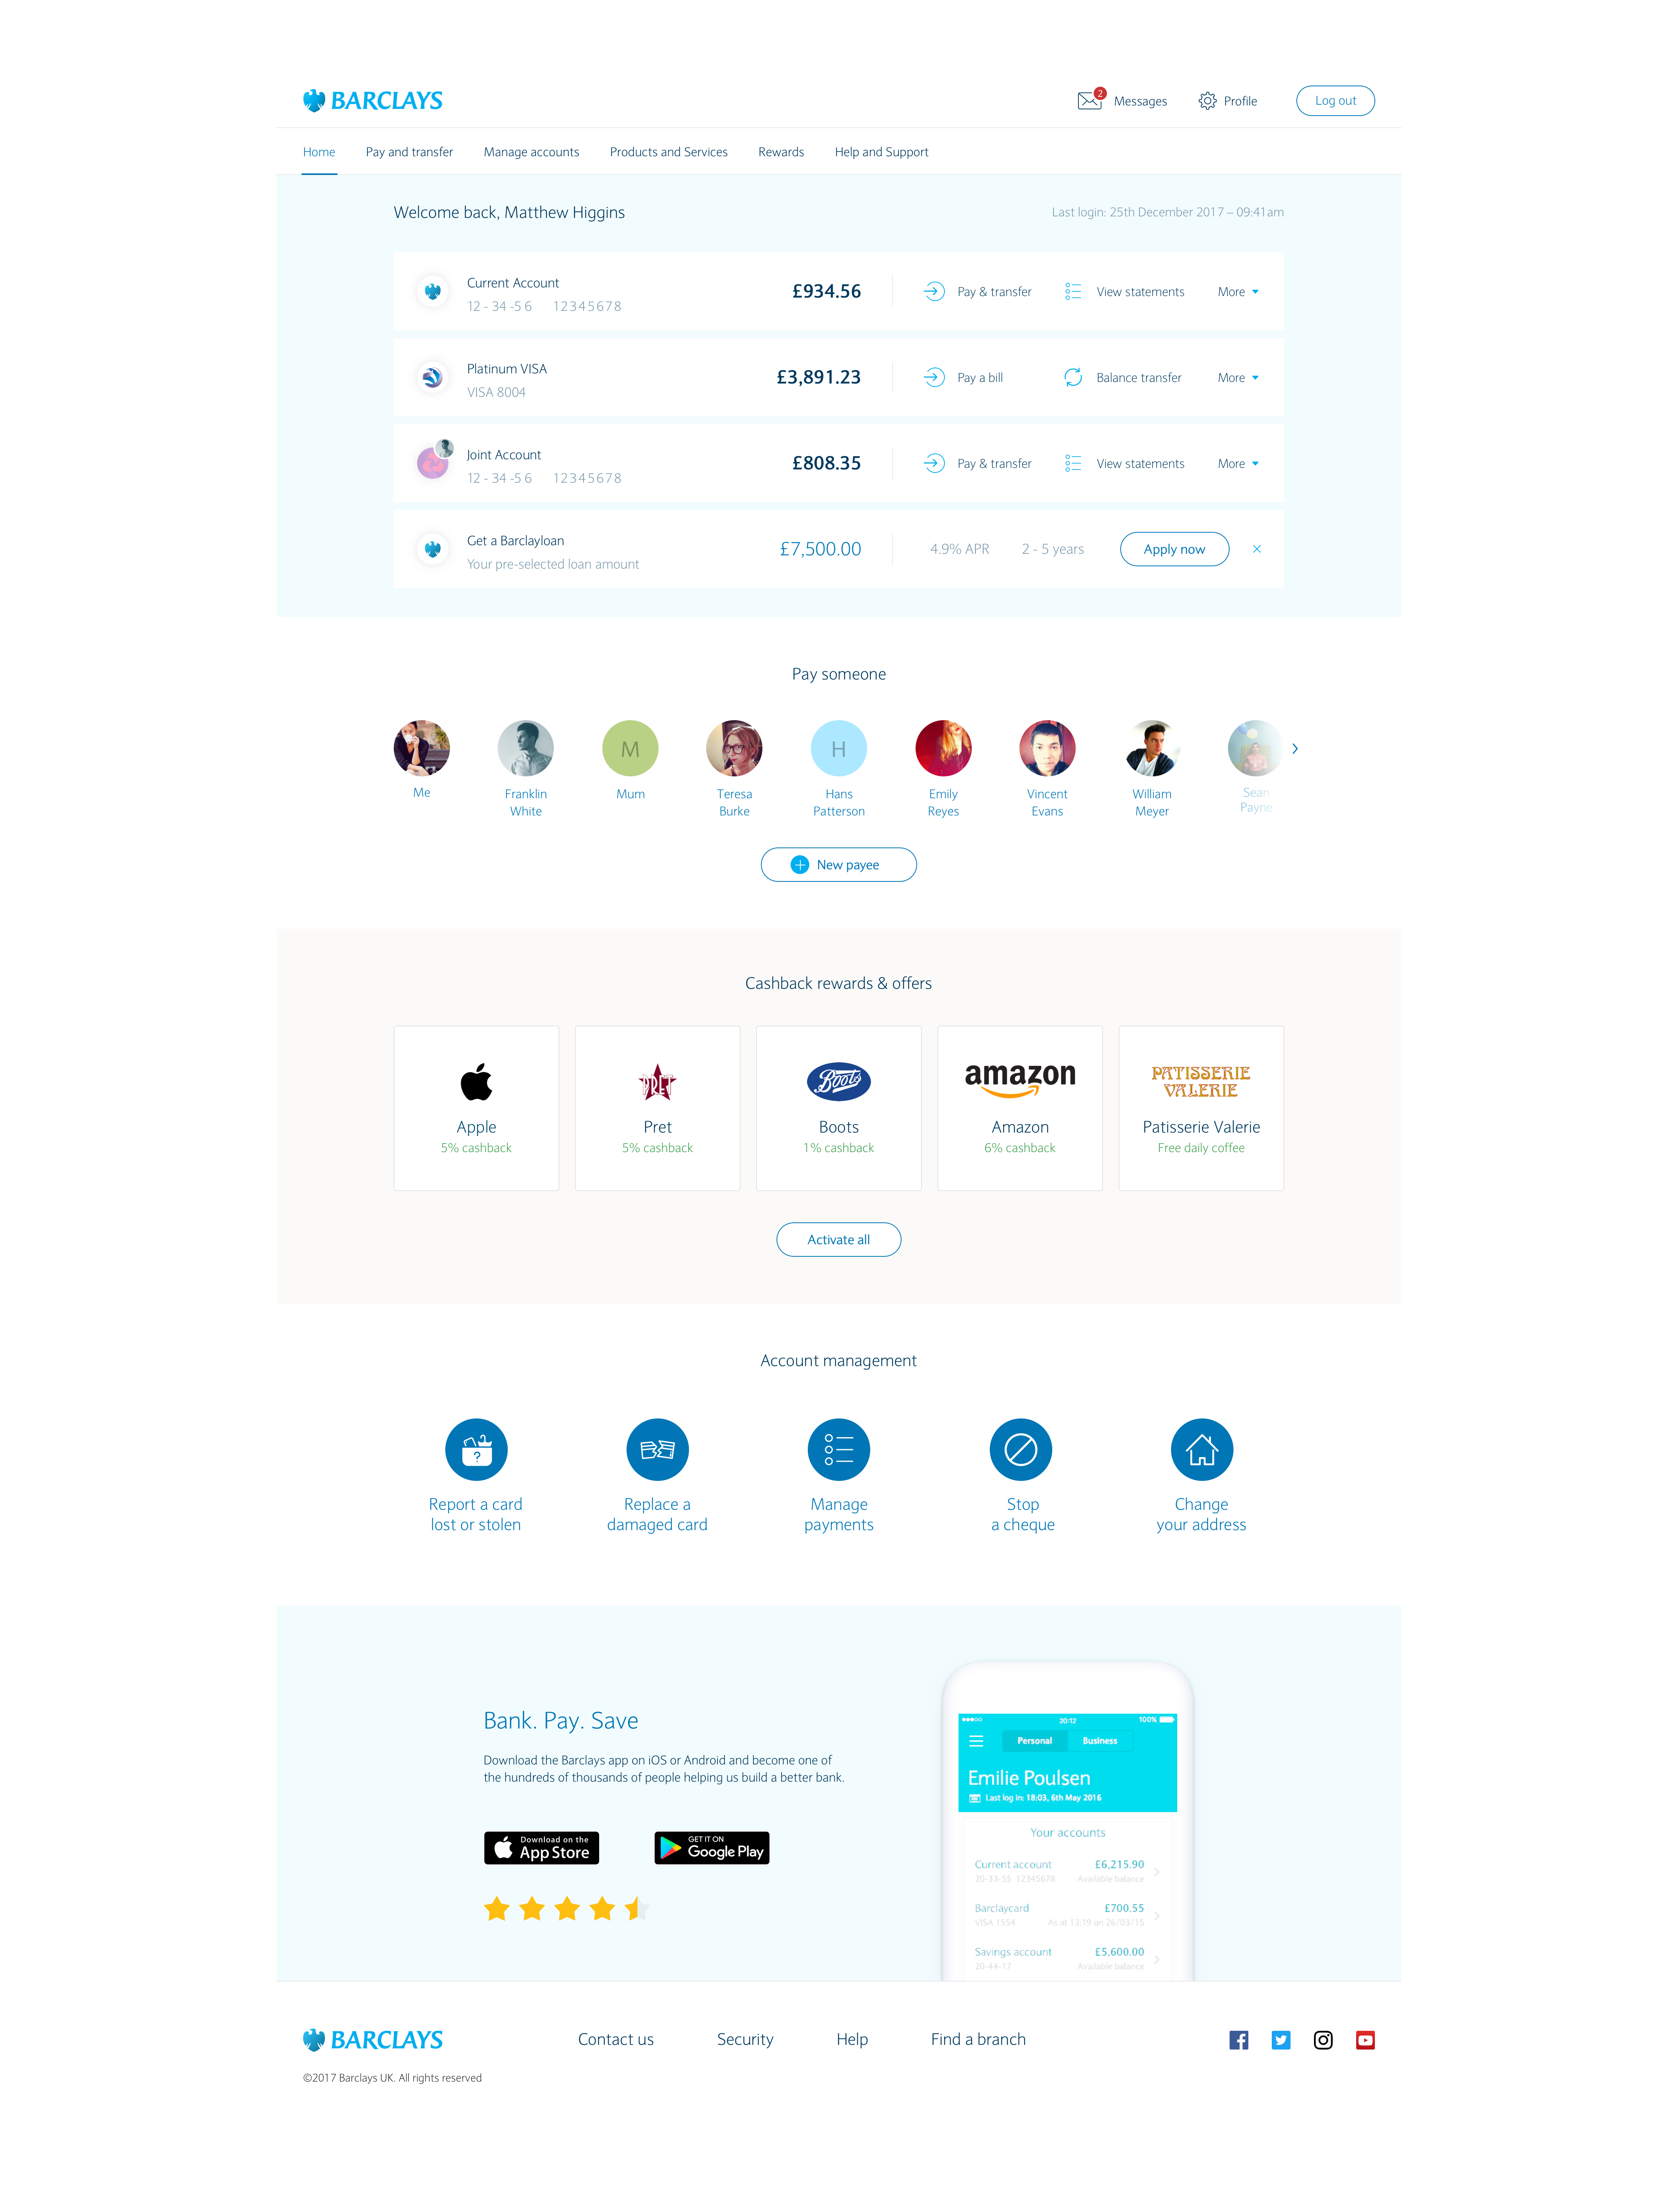 BARCLAYS
2
Messages
Profile
Log out
Home
Pay and transfer
Manage accounts
Products and Services
Rewards
Help and Support
Welcome back, Matthew Higgins
Last login: 25th December 2017 – 09:41am
Current Account
12 - 34 -5 6 12345678
£934.56
Pay & transfer
View statements
More
Platinum VISA
VISA 8004
£3,891.23
Pay a bill
Balance transfer
More
Joint Account
12 - 34 -5 6 12345678
£808.35
Pay & transfer
View statements
More
Get a Barclayloan
Your pre-selected loan amount
£7,500.00
4.9% APR
2 - 5 years
Apply now
Pay someone
M
H
Me
Franklin
White
Mum
Teresa
Burke
Hans
Patterson
Emily
Reyes
Vincent
Evans
William
Meyer
Sean
Payne
New payee
Cashback rewards & offers
Apple
5% cashback
PRET
Pret
5% cashback
Boots
Boots
1% cashback
amazon
Amazon
6% cashback
PATISSERIE
VALERIE
Patisserie Valerie
Free daily coffee
Activate all
Account management
?
Report a card
lost or stolen
Replace a
damaged card
Manage
payments
Stop
a cheque
Change
your address
Bank. Pay. Save
Download the Barclays app on iOS or Android and become one of
the hundreds of thousands of people helping us build a better bank.
Download on the
App Store
GET IT ON
Google Play
20:12
100%
Personal
Business
Emilie Poulsen
Last log in: 18:03, 6th May 2016
Your accounts
Current account
£6,215.90
20-33-55 12345678
Available balance
Barclaycard
£700.55
VISA 1554
As at 13:19 on 26/03/15
Savings account
£5,600.00
20-44-17
Available balance
BARCLAYS
Contact us
Security
Help
Find a branch
©2017 Barclays UK. All rights reserved